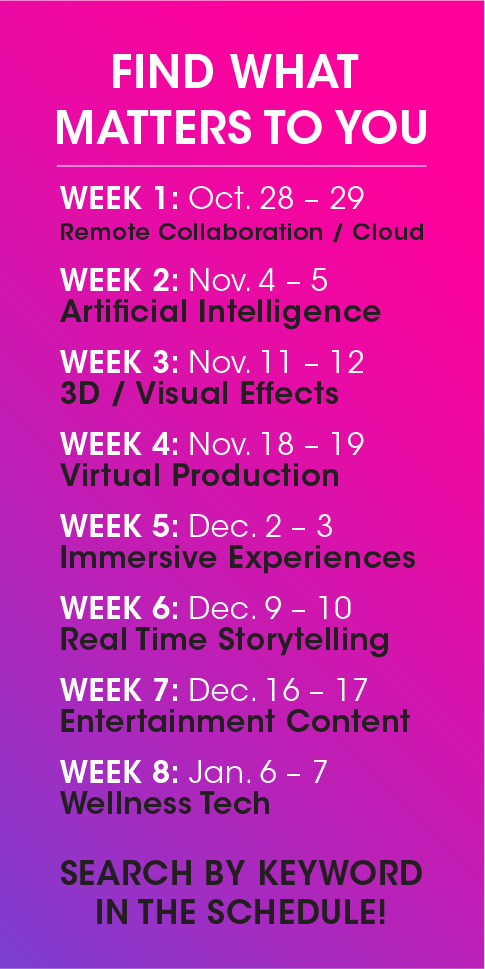 FIND WHAT
MATTERS TO YOU
WEEK 1: Oct. 28 – 29
Remote Collaboration / Cloud
WEEK 2: Nov. 4 – 5
Artificial Intelligence
WEEK 3: Nov. 11 – 12
3D / Visual Effects
WEEK 4: Nov. 18 – 19
Virtual Production
WEEK 5: Dec. 2 – 3
Immersive Experiences
WEEK 6: Dec. 9 – 10
Real Time Storytelling
WEEK 7: Dec. 16 – 17
Entertainment Content
WEEK 8: Jan. 6 – 7
Wellness Tech
SEARCH BY KEYWORD
IN THE SCHEDULE!